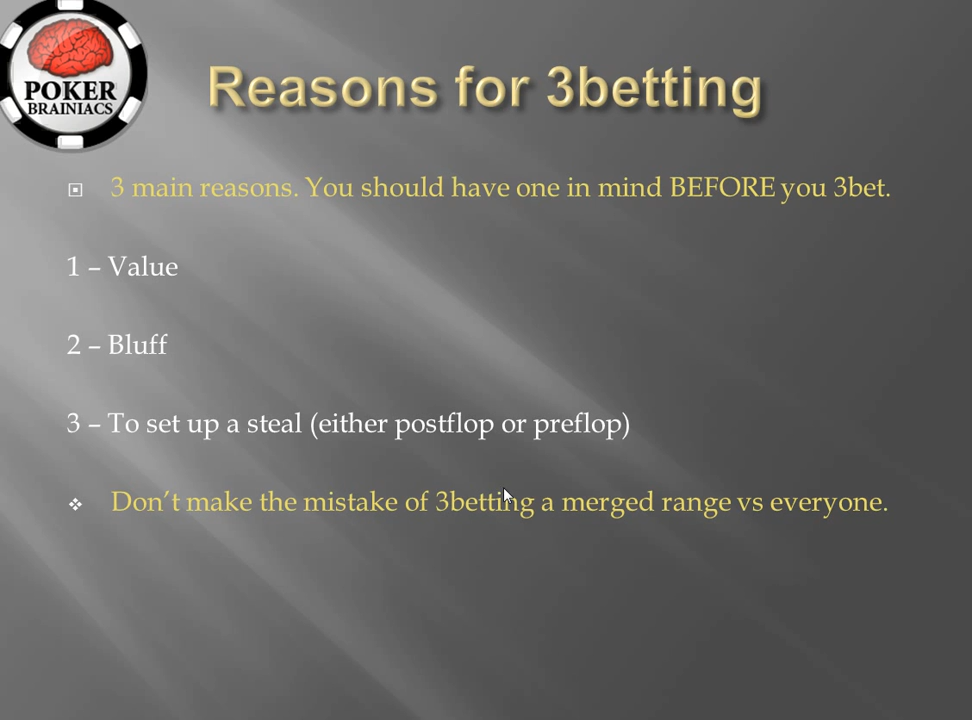 POKER
BRAINIACS
Reasons for 3betting
3 main reasons. You should have one in mind BEFORE you 3bet.
1 – Value
2 – Bluff
3 – To set up a steal (either postflop or preflop)
Don’t make the mistake of 3betting a merged range vs everyone.